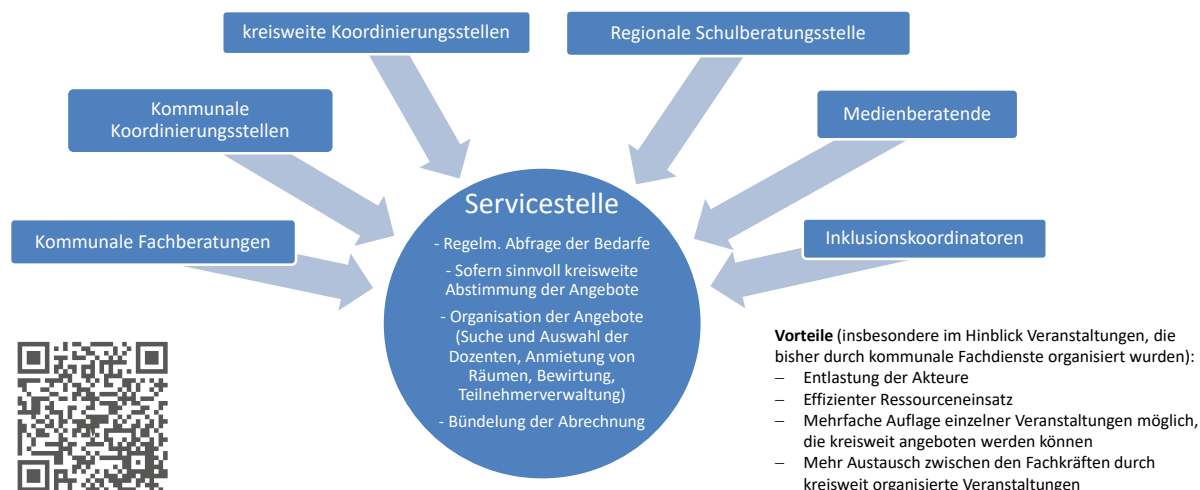 kreisweite Koordinierungsstellen
Regionale Schulberatungsstelle
Kommunale
Koordinierungsstellen
Medienberatende
Kommunale Fachberatungen
Inklusionskoordinatoren
Servicestelle
- Regelm. Abfrage der Bedarfe
- Sofern sinnvoll kreisweite
Abstimmung der Angebote
- Organisation der Angebote
(Suche und Auswahl der
Dozenten, Anmietung von
Räumen, Bewirtung,
Teilnehmerverwaltung)
- Bündelung der Abrechnung
Vorteile (insbesondere im Hinblick Veranstaltungen, die
bisher durch kommunale Fachdienste organisiert wurden):
– Entlastung der Akteure
– Effizienter Ressourceneinsatz
– Mehrfache Auflage einzelner Veranstaltungen möglich,
die kreisweit angeboten werden können
– Mehr Austausch zwischen den Fachkräften durch
kreisweit organisierte Veranstaltungen